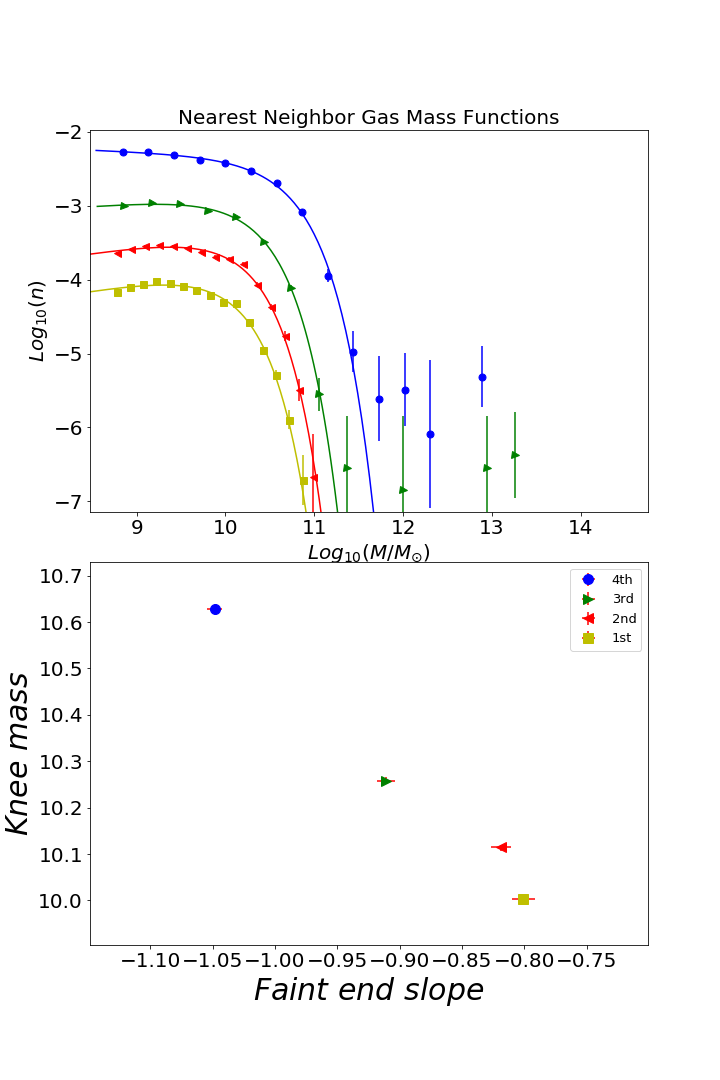 Nearest Neighbor Gas Mass Functions
−2
−3
−4
−5
−6
−7
Log₁₀(n)
9 10 11 12 13 14
Log₁₀(M/M⊙)
10.7
10.6
10.5
10.4
10.3
10.2
10.1
10.0
Knee mass
4th
3rd
2nd
1st
−1.10 −1.05 −1.00 −0.95 −0.90 −0.85 −0.80 −0.75
Faint end slope